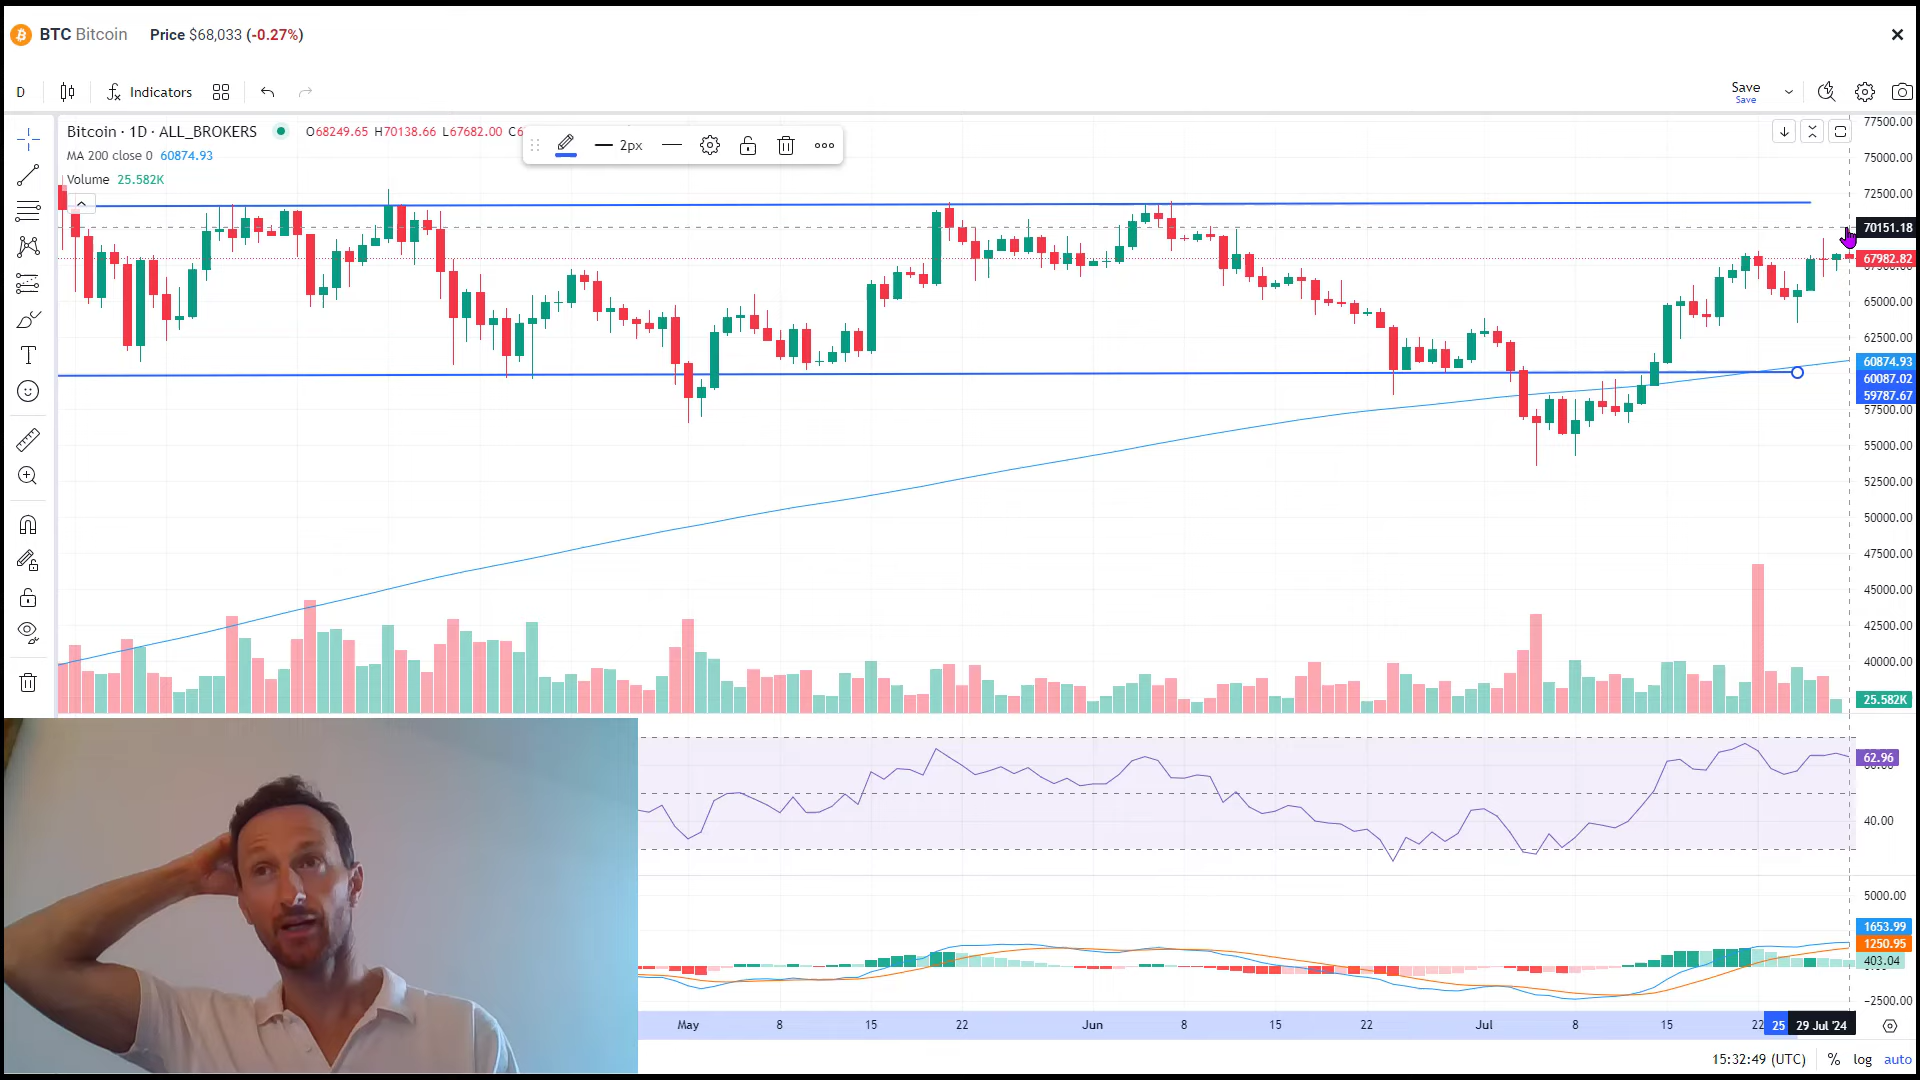 BTC Bitcoin Price $68,033 (-0.27%)
D Indicators Save
Save
Bitcoin · 1D · ALL_BROKERS O68249.65 H70138.66 L67682.00 C6
2px
MA 200 close 0 60874.93
Volume 25.582K
77500.00
75000.00
72500.00
70151.18
67982.82
65000.00
62500.00
60874.93
60087.02
59787.67
57500.00
55000.00
52500.00
50000.00
47500.00
45000.00
42500.00
40000.00
25.582K
62.96
40.00
5000.00
1653.99
1250.95
403.04
-2500.00
May 8 15 22 Jun 8 15 22 Jul 8 15 22 25 29 Jul '24
15:32:49 (UTC) % log auto